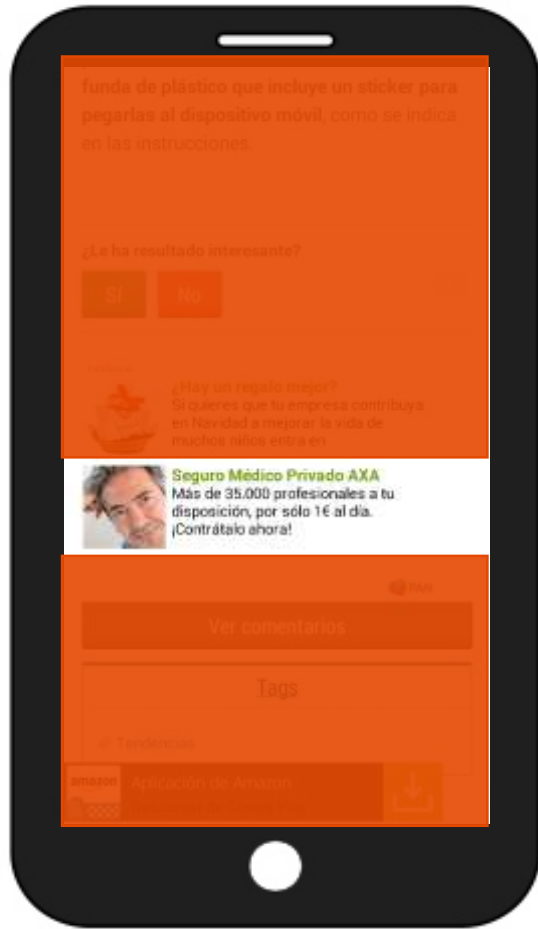 funda de plástico que incluye un sticker para
pegarlas al dispositivo móvil, como se indica
en las instrucciones.
¿Le ha resultado interesante?
Sí
No
¿Hay un regalo mejor?
Si quieres que tu empresa contribuya
en Navidad a mejorar la vida de
muchos niños entra en
Seguro Médico Privado AXA
Más de 35.000 profesionales a tu
disposición, por sólo 1€ al día.
¡Contrátalo ahora!
Ver comentarios
Tags
Tendencias
amazon
Aplicación de Amazon